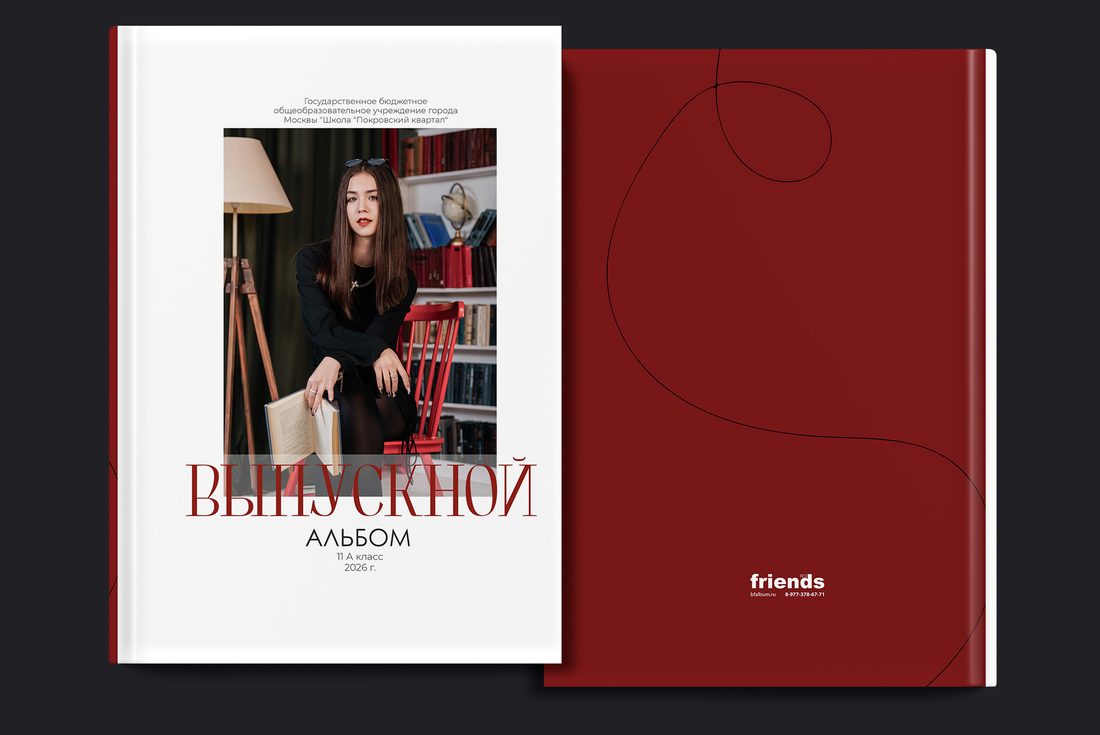 Государственное бюджетное
общеобразовательное учреждение города
Москвы "Школа "Покровский квартал"
ВЫПУСКНОЙ
АЛЬБОМ
11 А класс
2026 г.
friends
bfalbum.ru 8-977-378-67-71